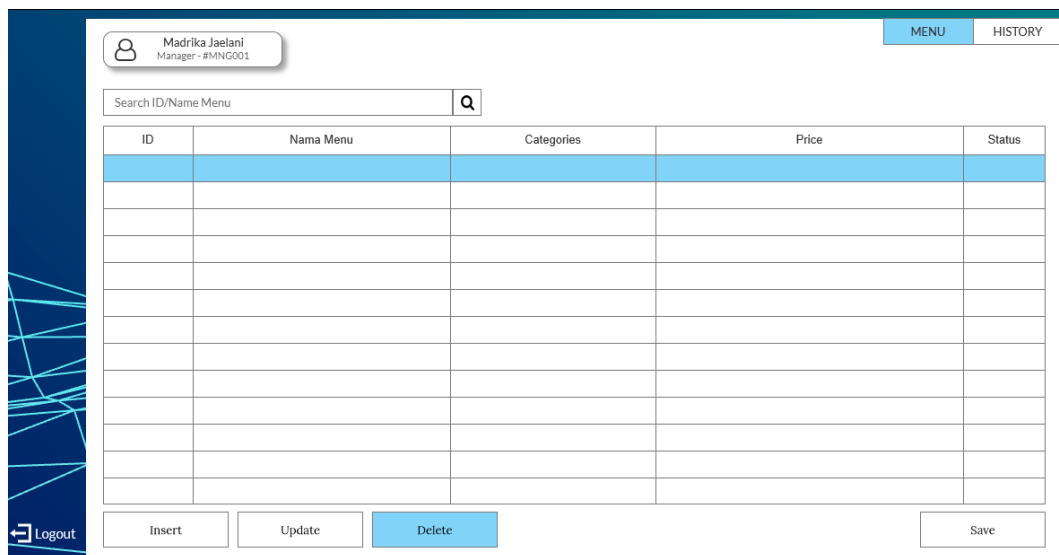 Madrika Jaelani
Manager - #MNG001
MENU
HISTORY
Search ID/Name Menu
ID
Nama Menu
Categories
Price
Status
Insert
Update
Delete
Save
Logout